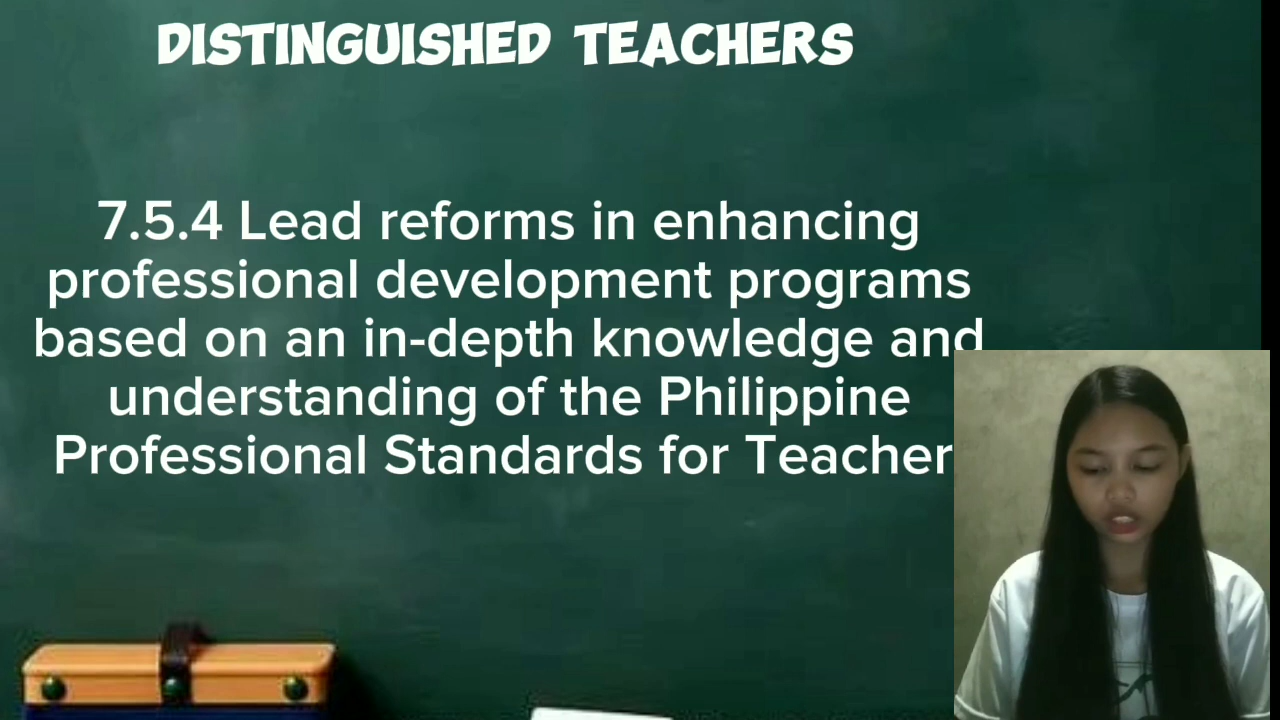 DISTINGUISHED TEACHERS
7.5.4 Lead reforms in enhancing
professional development programs
based on an in-depth knowledge and
understanding of the Philippine
Professional Standards for Teacher